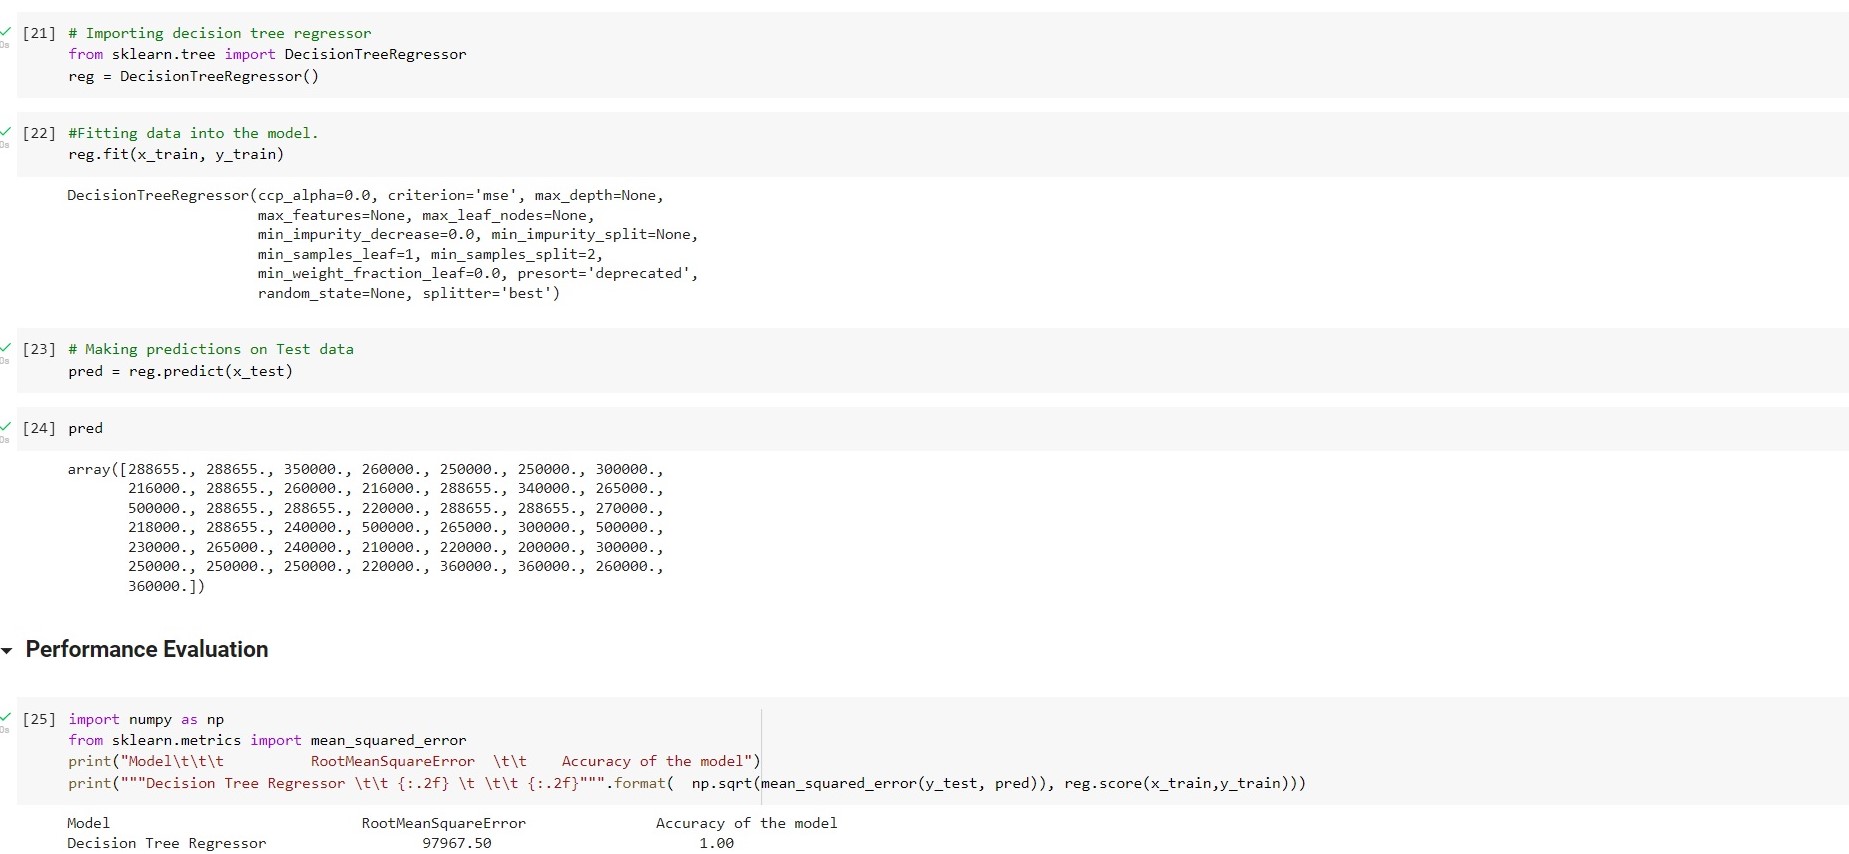 [21] # Importing decision tree regressor
from sklearn.tree import DecisionTreeRegressor
reg = DecisionTreeRegressor()
[22] #Fitting data into the model.
reg.fit(x_train, y_train)
DecisionTreeRegressor(ccp_alpha=0.0, criterion='mse', max_depth=None,
max_features=None, max_leaf_nodes=None,
min_impurity_decrease=0.0, min_impurity_split=None,
min_samples_leaf=1, min_samples_split=2,
min_weight_fraction_leaf=0.0, presort='deprecated',
random_state=None, splitter='best')
[23] # Making predictions on Test data
pred = reg.predict(x_test)
[24] pred
array([288655., 288655., 350000., 260000., 250000., 250000., 300000.,
216000., 288655., 260000., 216000., 288655., 340000., 265000.,
500000., 288655., 288655., 220000., 288655., 288655., 270000.,
218000., 288655., 240000., 500000., 265000., 300000., 500000.,
230000., 265000., 240000., 210000., 220000., 200000., 300000.,
250000., 250000., 250000., 220000., 360000., 360000., 260000.,
360000.])
Performance Evaluation
[25] import numpy as np
from sklearn.metrics import mean_squared_error
print("Model\t\t\t          RootMeanSquareError  \t\t    Accuracy of the model")
print("""Decision Tree Regressor \t\t {:.2f} \t \t\t {:.2f}""".format(  np.sqrt(mean_squared_error(y_test, pred)), reg.score(x_train,y_train)))
Model RootMeanSquareError Accuracy of the model
Decision Tree Regressor 97967.50 1.00